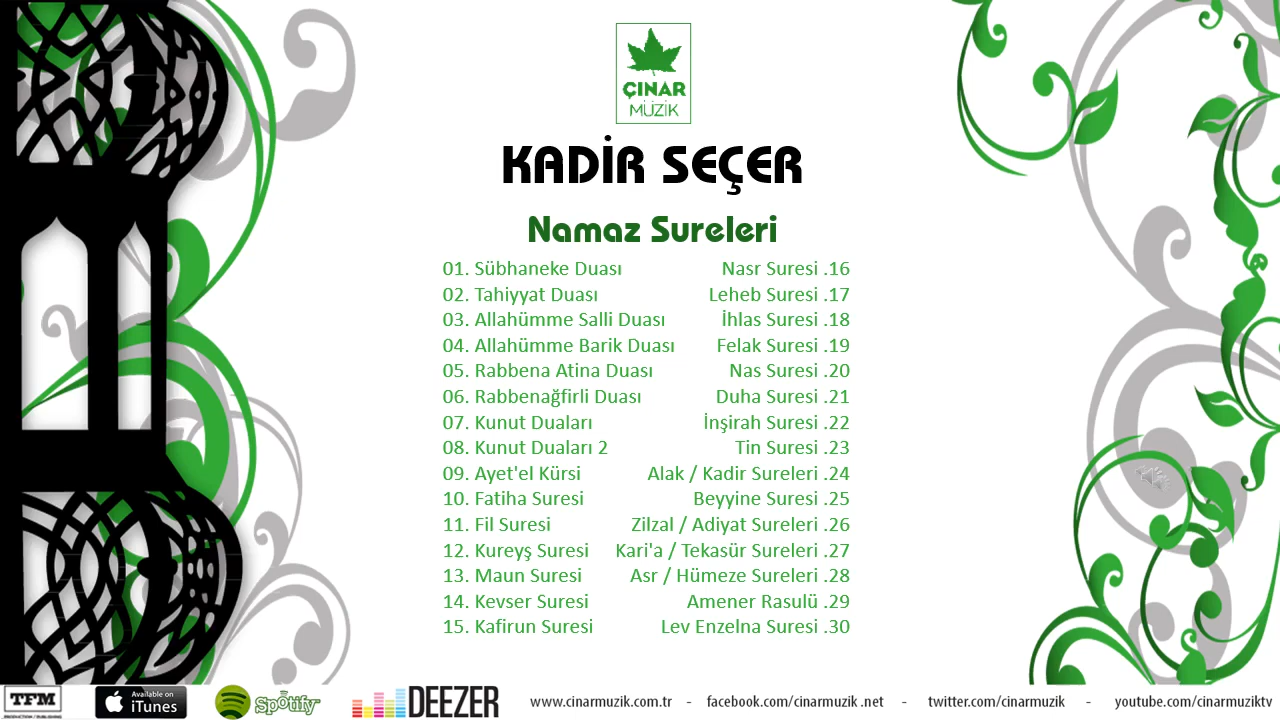 ÇINAR
MÜZİK
KADİR SEÇER
Namaz Sureleri
01. Sübhaneke Duası
02. Tahiyyat Duası
03. Allahümme Salli Duası
04. Allahümme Barik Duası
05. Rabbena Atina Duası
06. Rabbenağfirli Duası
07. Kunut Duaları
08. Kunut Duaları 2
09. Ayet'el Kürsi
10. Fatiha Suresi
11. Fil Suresi
12. Kureyş Suresi
13. Maun Suresi
14. Kevser Suresi
15. Kafirun Suresi
Nasr Suresi .16
Leheb Suresi .17
İhlas Suresi .18
Felak Suresi .19
Nas Suresi .20
Duha Suresi .21
İnşirah Suresi .22
Tin Suresi .23
Alak / Kadir Sureleri .24
Beyyine Suresi .25
Zilzal / Adiyat Sureleri .26
Kari'a / Tekasür Sureleri .27
Asr / Hümeze Sureleri .28
Amener Rasulü .29
Lev Enzelna Suresi .30
TFM
Available on
iTunes
Spotify
DEEZER
www.cinarmuzik.com.tr - facebook.comcinarmuzik .net - twitter.com/cinarmuzik - youtube.com/cinarmuziktv